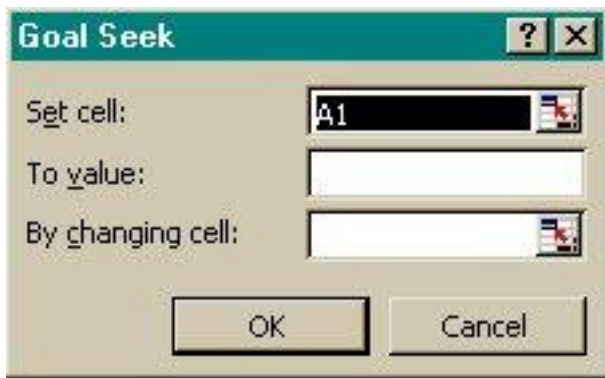 Goal Seek ? ×
Set cell: A1
To value:
By changing cell:
OK Cancel